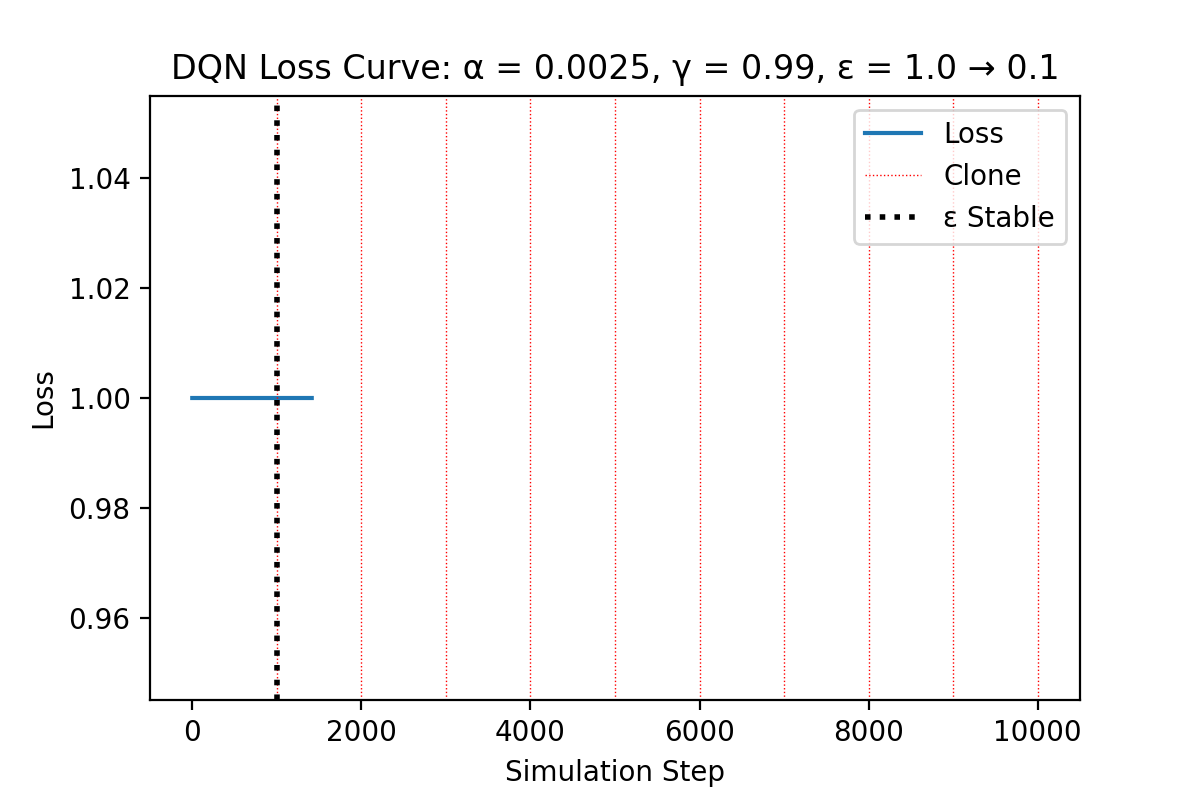 DQN Loss Curve: α = 0.0025, γ = 0.99, ε = 1.0 → 0.1
Loss
Clone
ε Stable
1.04
1.02
1.00
0.98
0.96
Loss
0
2000
4000
6000
8000
10000
Simulation Step